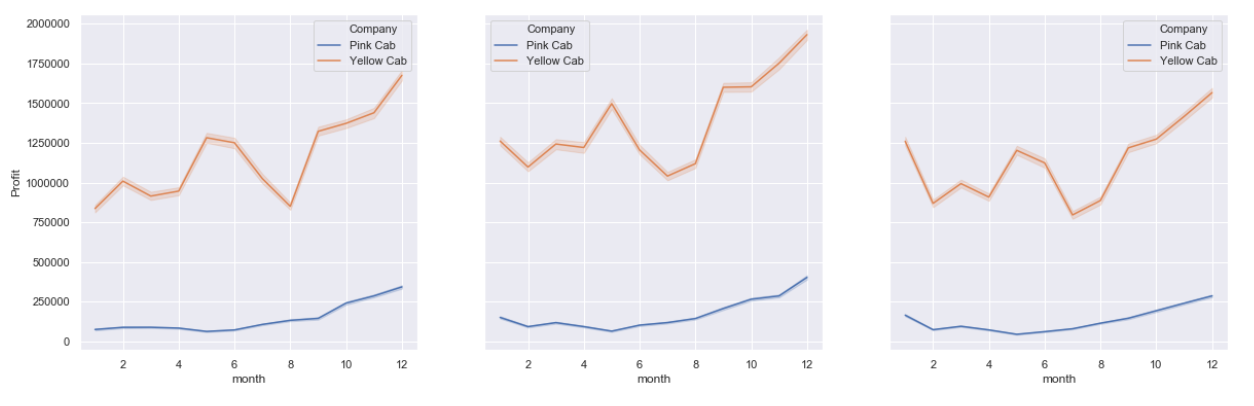 Profit
2000000
1750000
1500000
1250000
1000000
750000
500000
250000
0
Company
Pink Cab
Yellow Cab
2 4 6 8 10 12
month
Company
Pink Cab
Yellow Cab
2 4 6 8 10 12
month
Company
Pink Cab
Yellow Cab
2 4 6 8 10 12
month